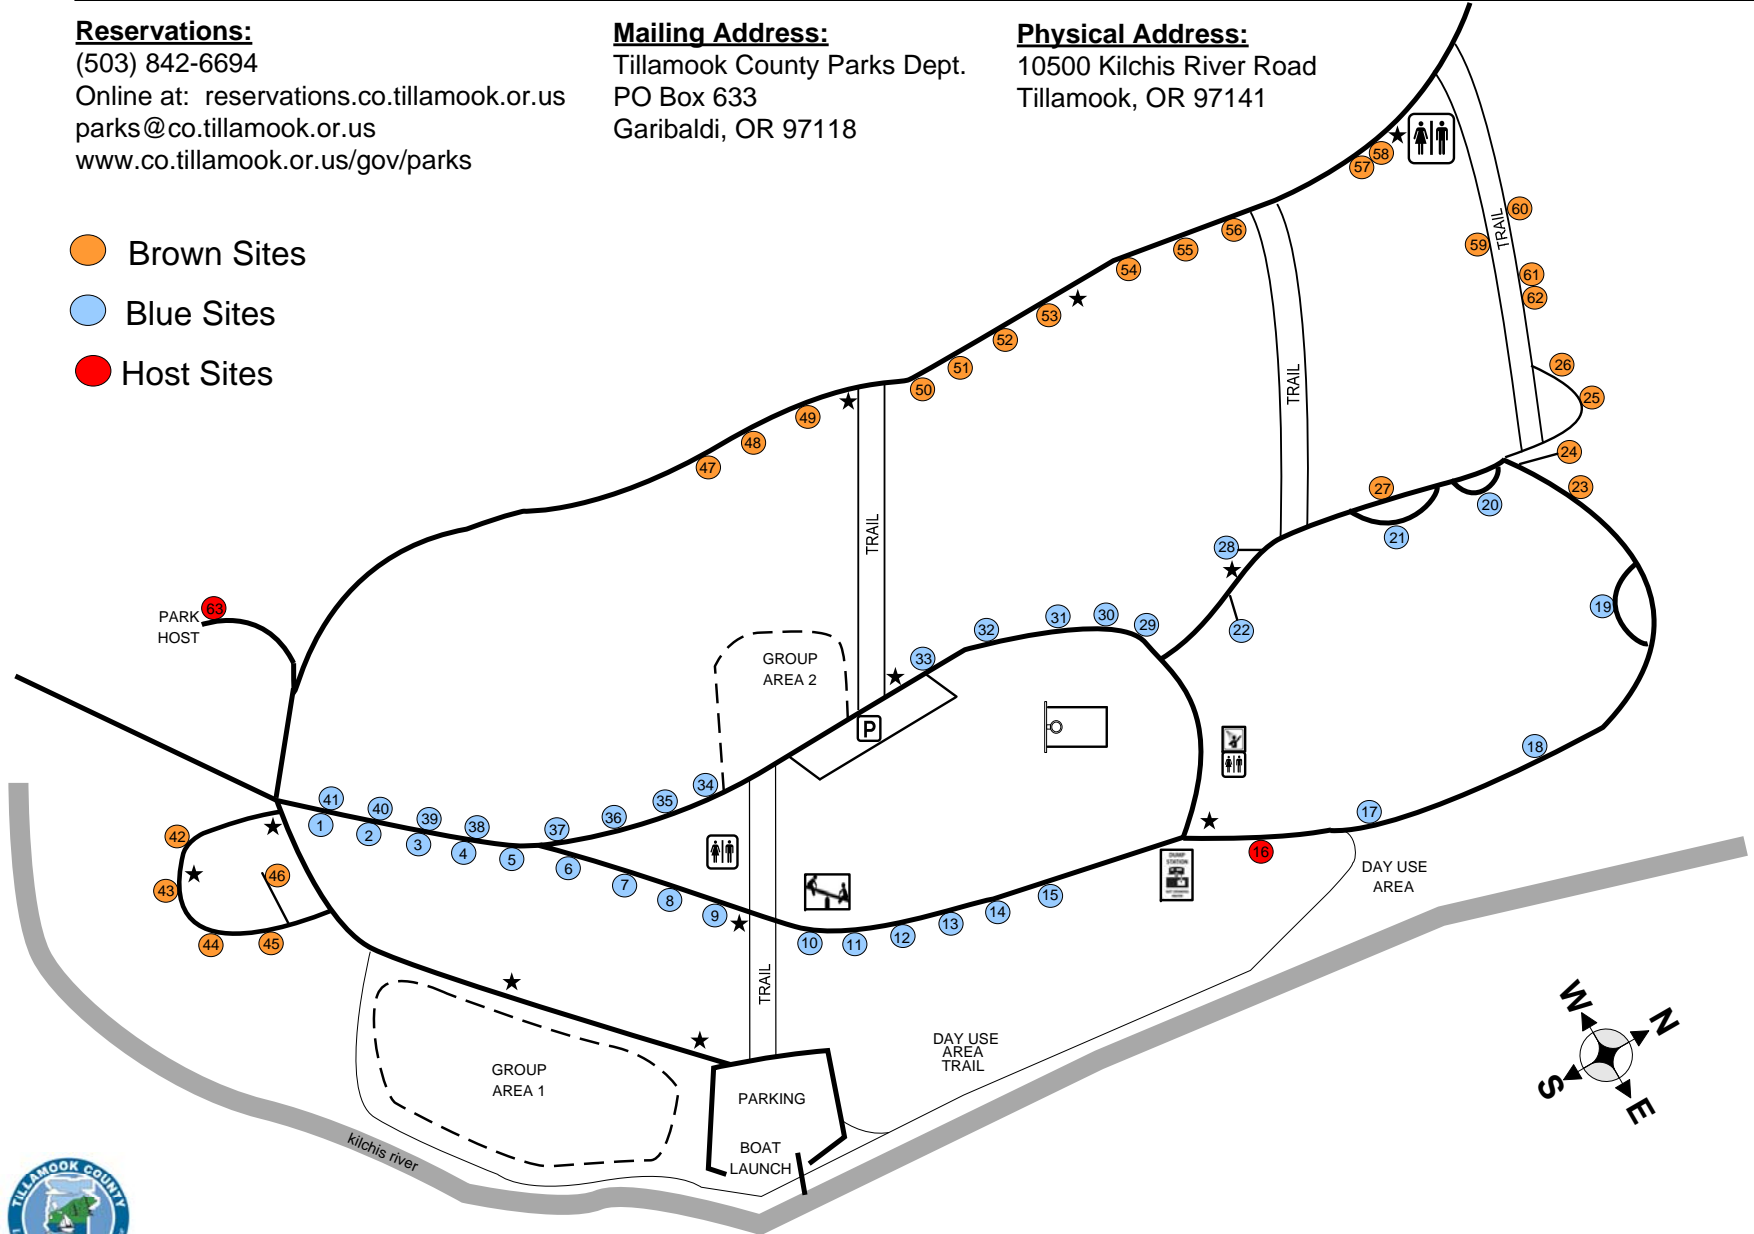 Reservations:
(503) 842-6694
Online at: reservations.co.tillamook.or.us
parks@co.tillamook.or.us
www.co.tillamook.or.us/gov/parks
Mailing Address:
Tillamook County Parks Dept.
PO Box 633
Garibaldi, OR 97118
Physical Address:
10500 Kilchis River Road
Tillamook, OR 97141
Brown Sites
Blue Sites
Host Sites
58
57
60
TRAIL
59
56
55
54
61
62
53
52
51
50
26
25
TRAIL
49
48
47
24
27
23
20
21
TRAIL
28
63
PARK
HOST
19
31
30
29
32
22
33
GROUP
AREA 2
P
18
34
35
41
40
36
39
38
37
17
1
2
3
4
5
6
42
16
DUMP
STATION
DAY USE
AREA
46
43
7
8
9
15
14
13
12
11
10
44
45
TRAIL
W
N
S
E
DAY USE
AREA
TRAIL
GROUP
AREA 1
PARKING
BOAT
LAUNCH
kilchis river
TILLAMOOK COUNTY